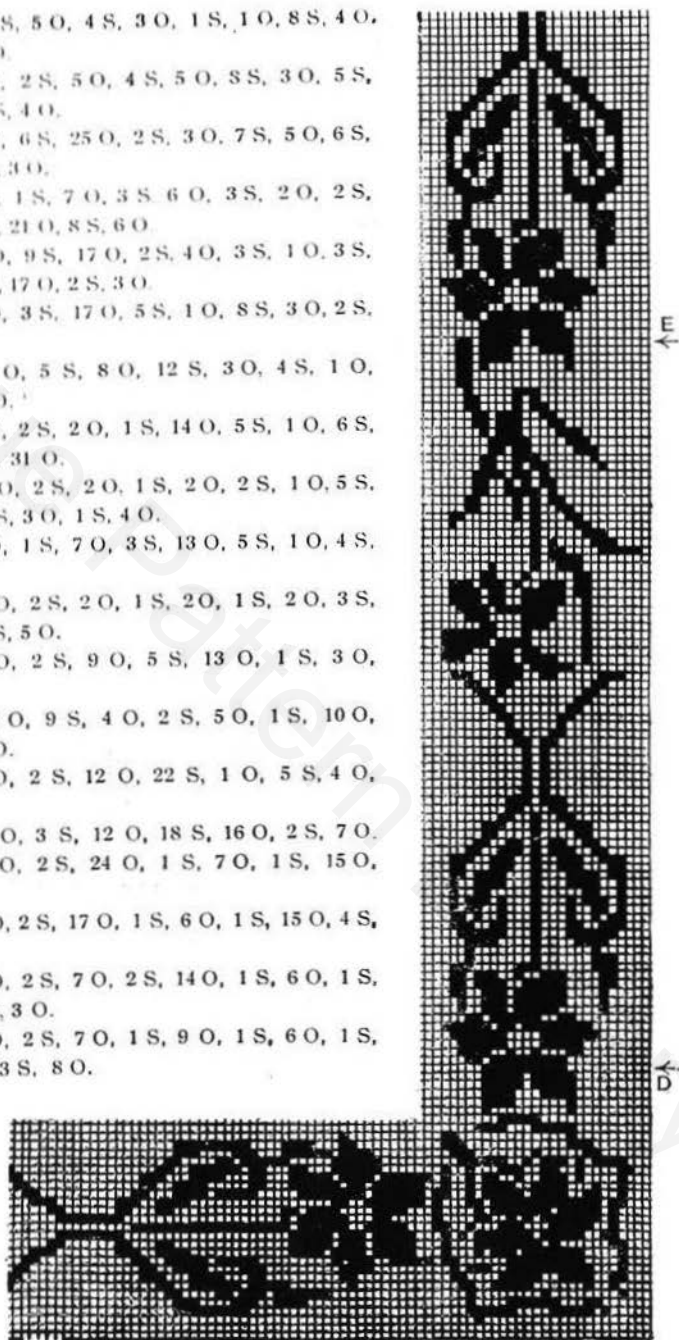 S, 5 O, 4 S, 3 O, 1 S, 1 O, 8 S, 4 O,
O.
, 2 S, 5 O, 4 S, 5 O, 8 S, 3 O, 5 S,
S, 4 O.
, 6 S, 25 O, 2 S, 3 O, 7 S, 5 O, 6 S,
3 O.
, 1 S, 7 O, 3 S 6 O, 3 S, 2 O, 2 S,
21 O, 8 S, 6 O
O, 9 S, 17 O, 2 S, 4 O, 3 S, 1 O, 3 S,
, 17 O, 2 S, 3 O.
O, 3 S, 17 O, 5 S, 1 O, 8 S, 3 O, 2 S,
O, 5 S, 8 O, 12 S, 3 O, 4 S, 1 O,
O,
, 2 S, 2 O, 1 S, 14 O, 5 S, 1 O, 6 S,
31 O.
O, 2 S, 2 O, 1 S, 2 O, 2 S, 1 O, 5 S,
S, 3 O, 1 S, 4 O.
O, 1 S, 7 O, 3 S, 13 O, 5 S, 1 O, 4 S,
O, 2 S, 2 O, 1 S, 2 O, 1 S, 2 O, 3 S,
S, 5 O.
O, 2 S, 9 O, 5 S, 13 O, 1 S, 3 O,
O, 9 S, 4 O, 2 S, 5 O, 1 S, 10 O,
O.
O, 2 S, 12 O, 22 S, 1 O, 5 S, 4 O,
O, 3 S, 12 O, 18 S, 16 O, 2 S, 7 O.
O, 2 S, 24 O, 1 S, 7 O, 1 S, 15 O,
O, 2 S, 17 O, 1 S, 6 O, 1 S, 15 O, 4 S,
O, 2 S, 7 O, 2 S, 14 O, 1 S, 6 O, 1 S,
, 3 O.
O, 2 S, 7 O, 1 S, 9 O, 1 S, 6 O, 1 S,
3 S, 8 O.
E
D
Pattern